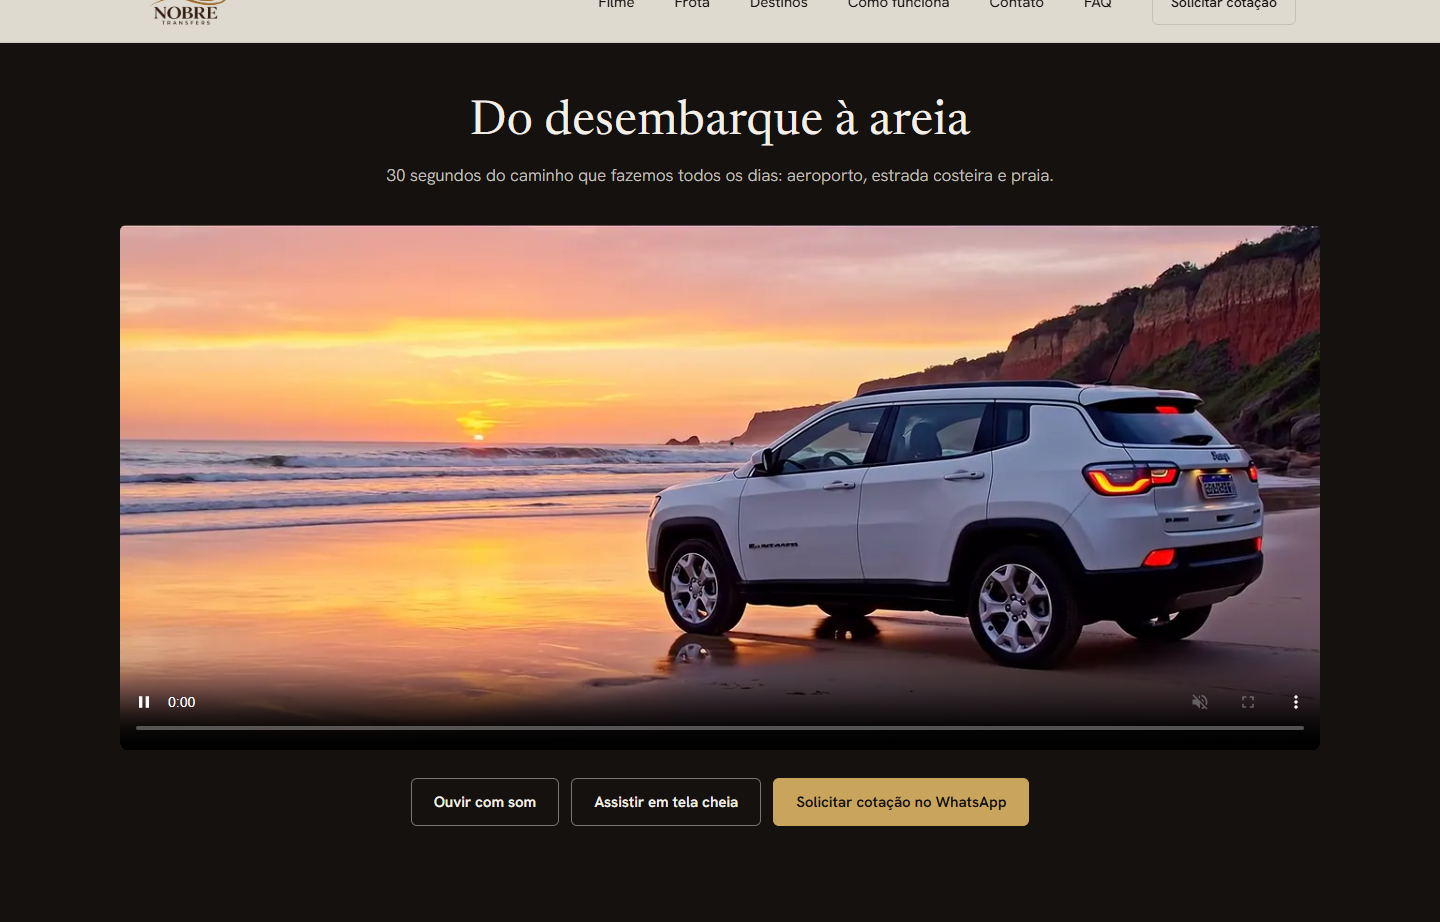 NOBRE
TRANSFERS
Filme Frota Destinos Como funciona Contato FAQ Solicitar cotação
Do desembarque à areia
30 segundos do caminho que fazemos todos os dias: aeroporto, estrada costeira e praia.
0:00
Ouvir com som Assistir em tela cheia Solicitar cotação no WhatsApp